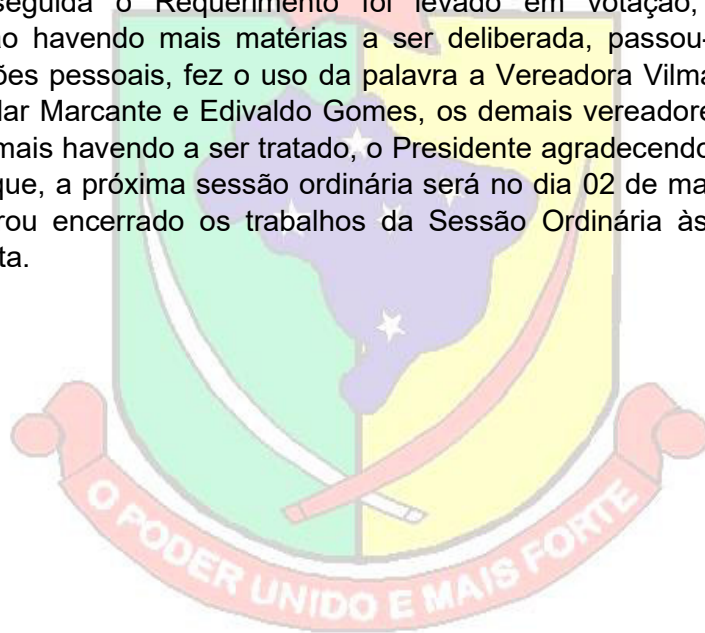 seguida o Requerimento foi levado em votação,
o havendo mais matérias a ser deliberada, passou-
ões pessoais, fez o uso da palavra a Vereadora Vilma
lar Marcante e Edivaldo Gomes, os demais vereadore
mais havendo a ser tratado, o Presidente agradecendo
que, a próxima sessão ordinária será no dia 02 de ma
rou encerrado os trabalhos da Sessão Ordinária às
ta.
O PODER UNIDO E MAIS FORTE